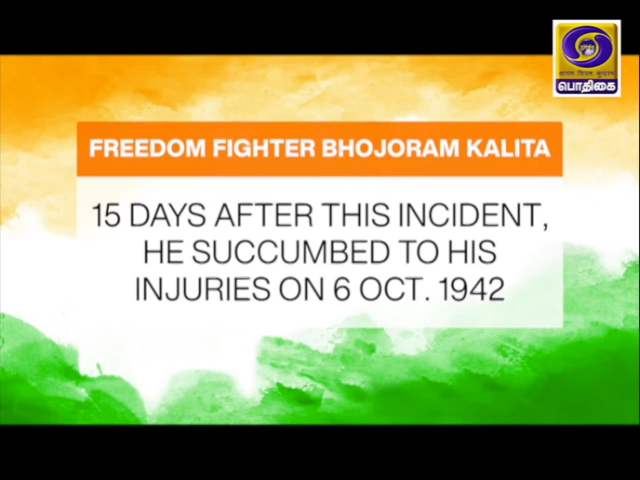 பொதிகை
FREEDOM FIGHTER BHOJORAM KALITA
15 DAYS AFTER THIS INCIDENT,
HE SUCCUMBED TO HIS
INJURIES ON 6 OCT. 1942